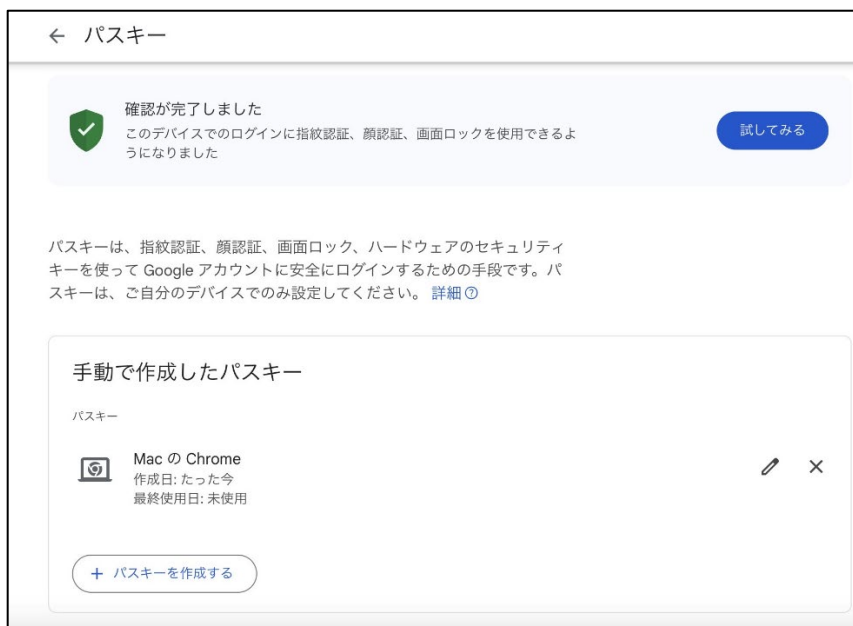 パスキー
確認が完了しました
このデバイスでのログインに指紋認証、顔認証、画面ロックを使用できるよ
うになりました
試してみる
パスキーは、指紋認証、顔認証、画面ロック、ハードウェアのセキュリティ
キーを使って Google アカウントに安全にログインするための手段です。パ
スキーは、ご自分のデバイスでのみ設定してください。 詳細
手動で作成したパスキー
パスキー
Mac の Chrome
作成日: たった今
最終使用日: 未使用
+ パスキーを作成する